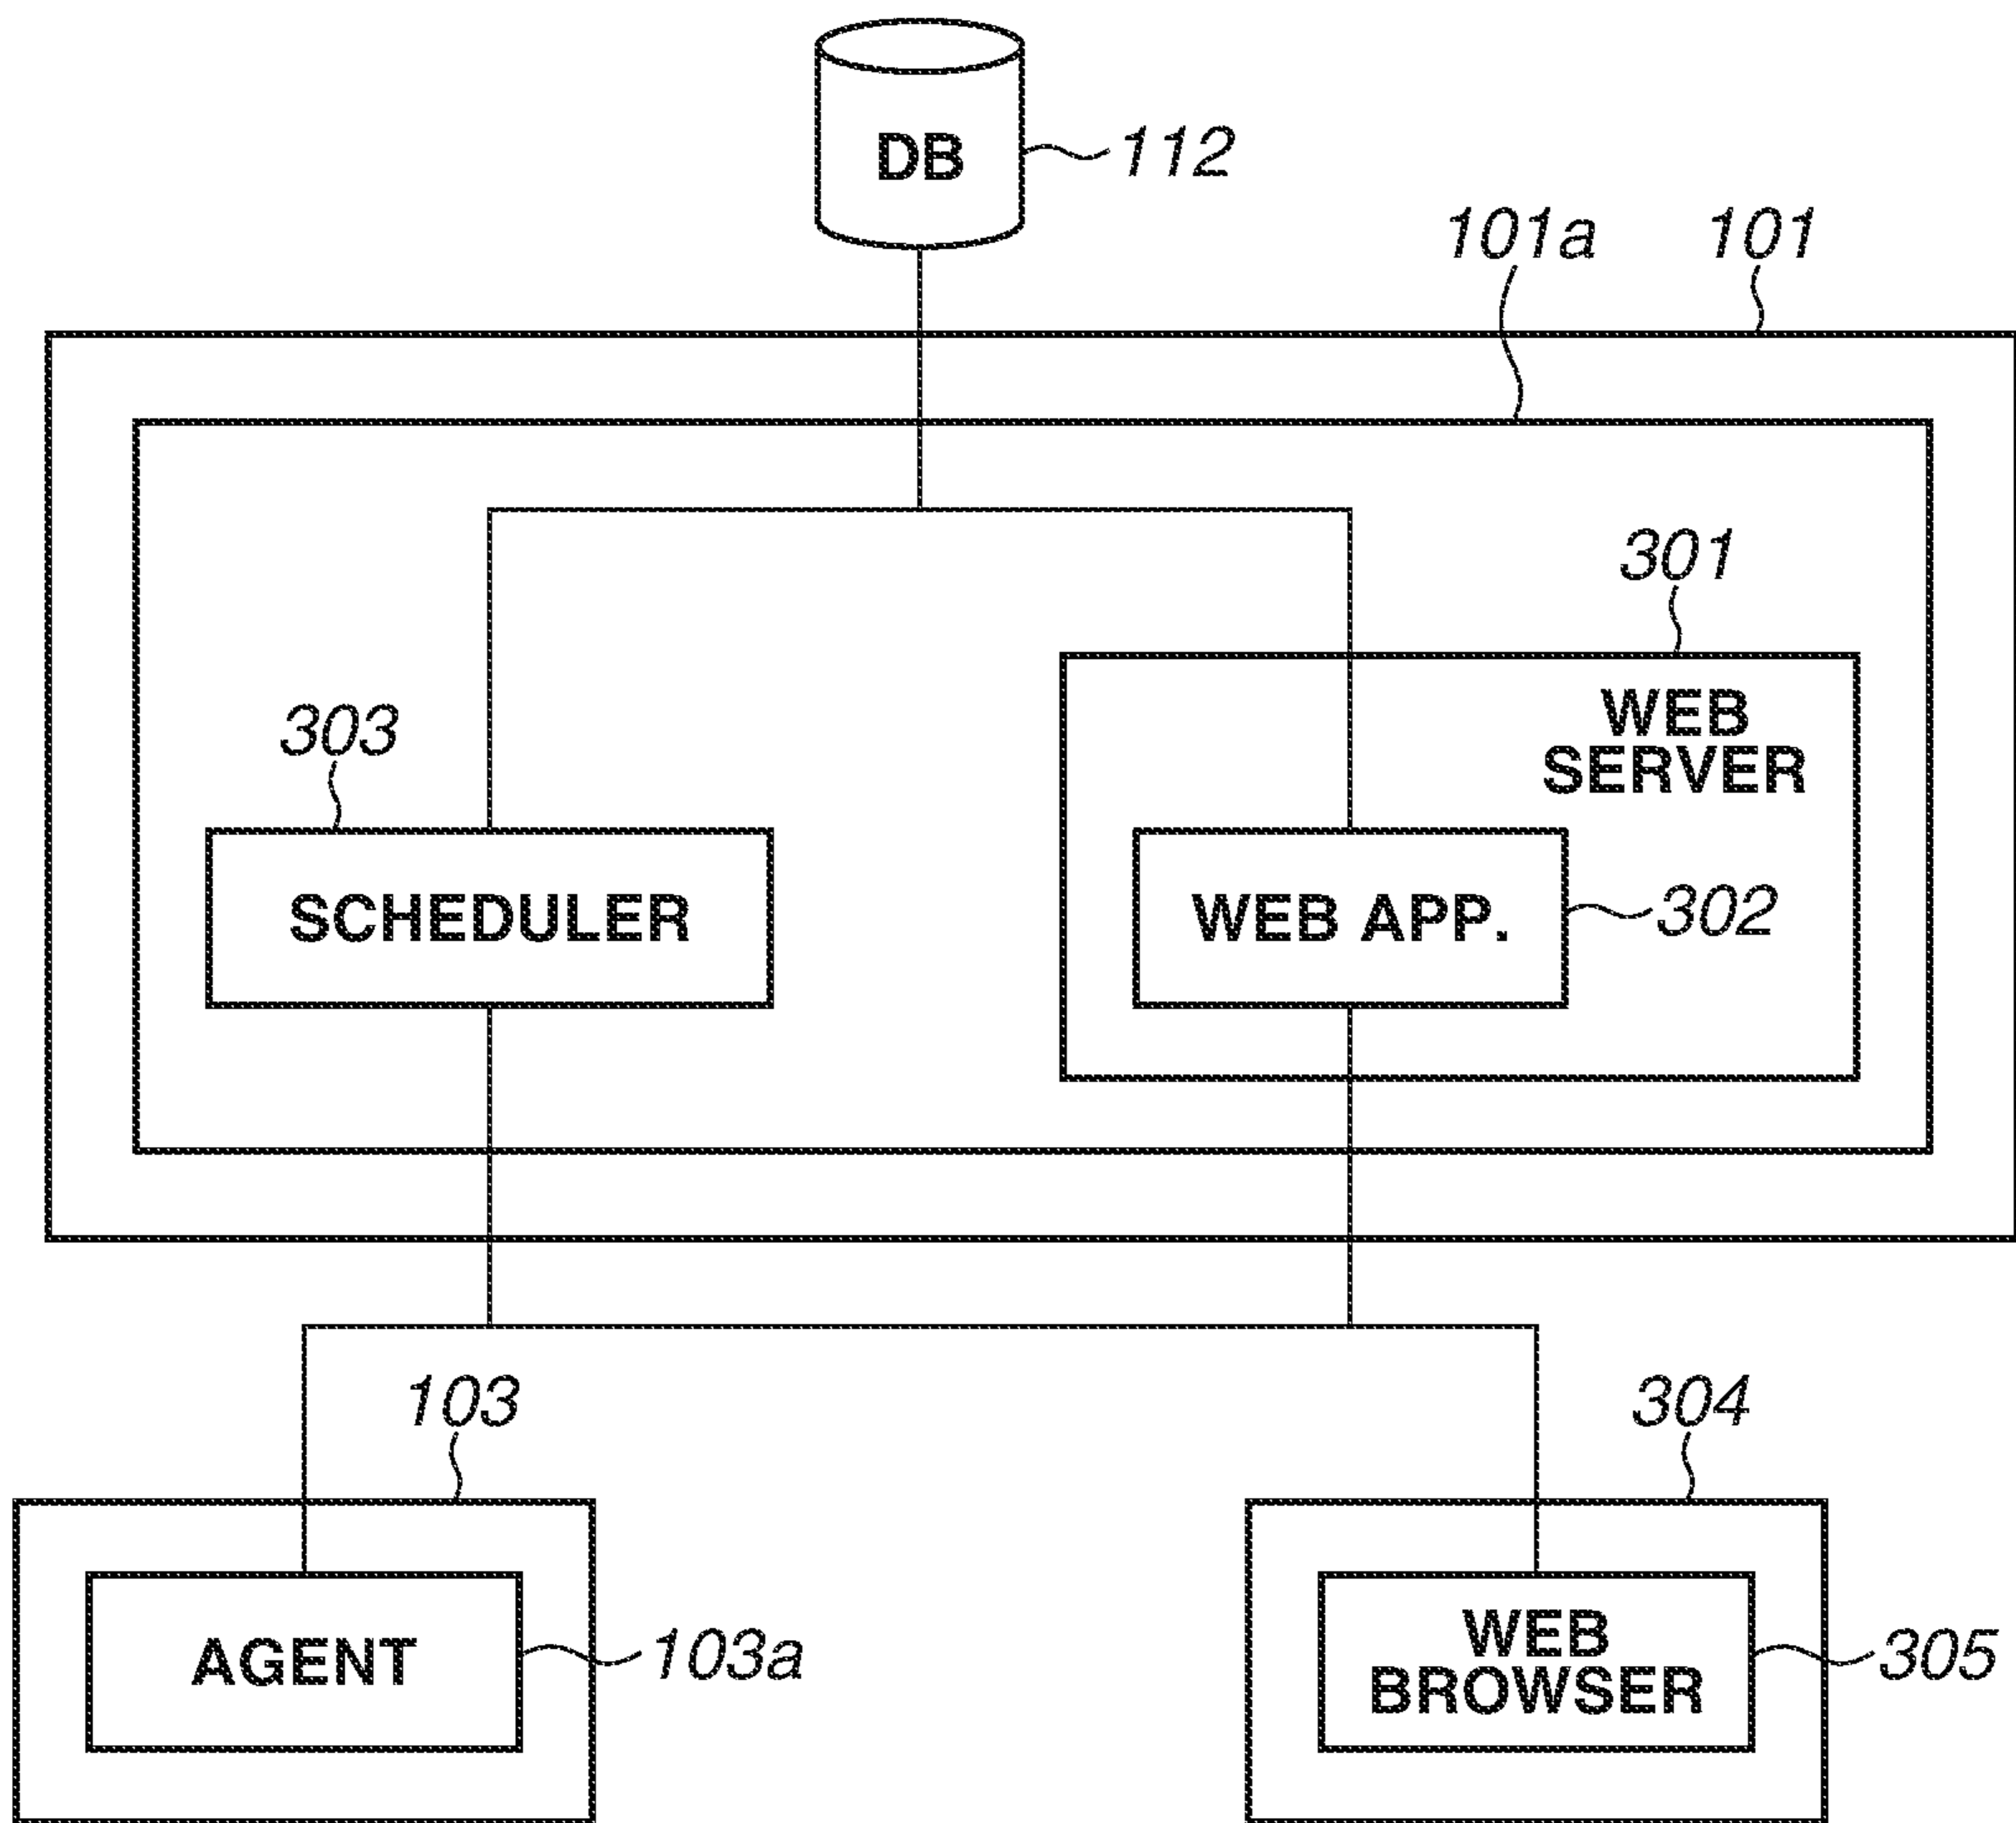 DB
112
101a
101
301
WEB
SERVER
303
SCHEDULER
WEB APP.
302
103
304
AGENT
103a
WEB
BROWSER
305